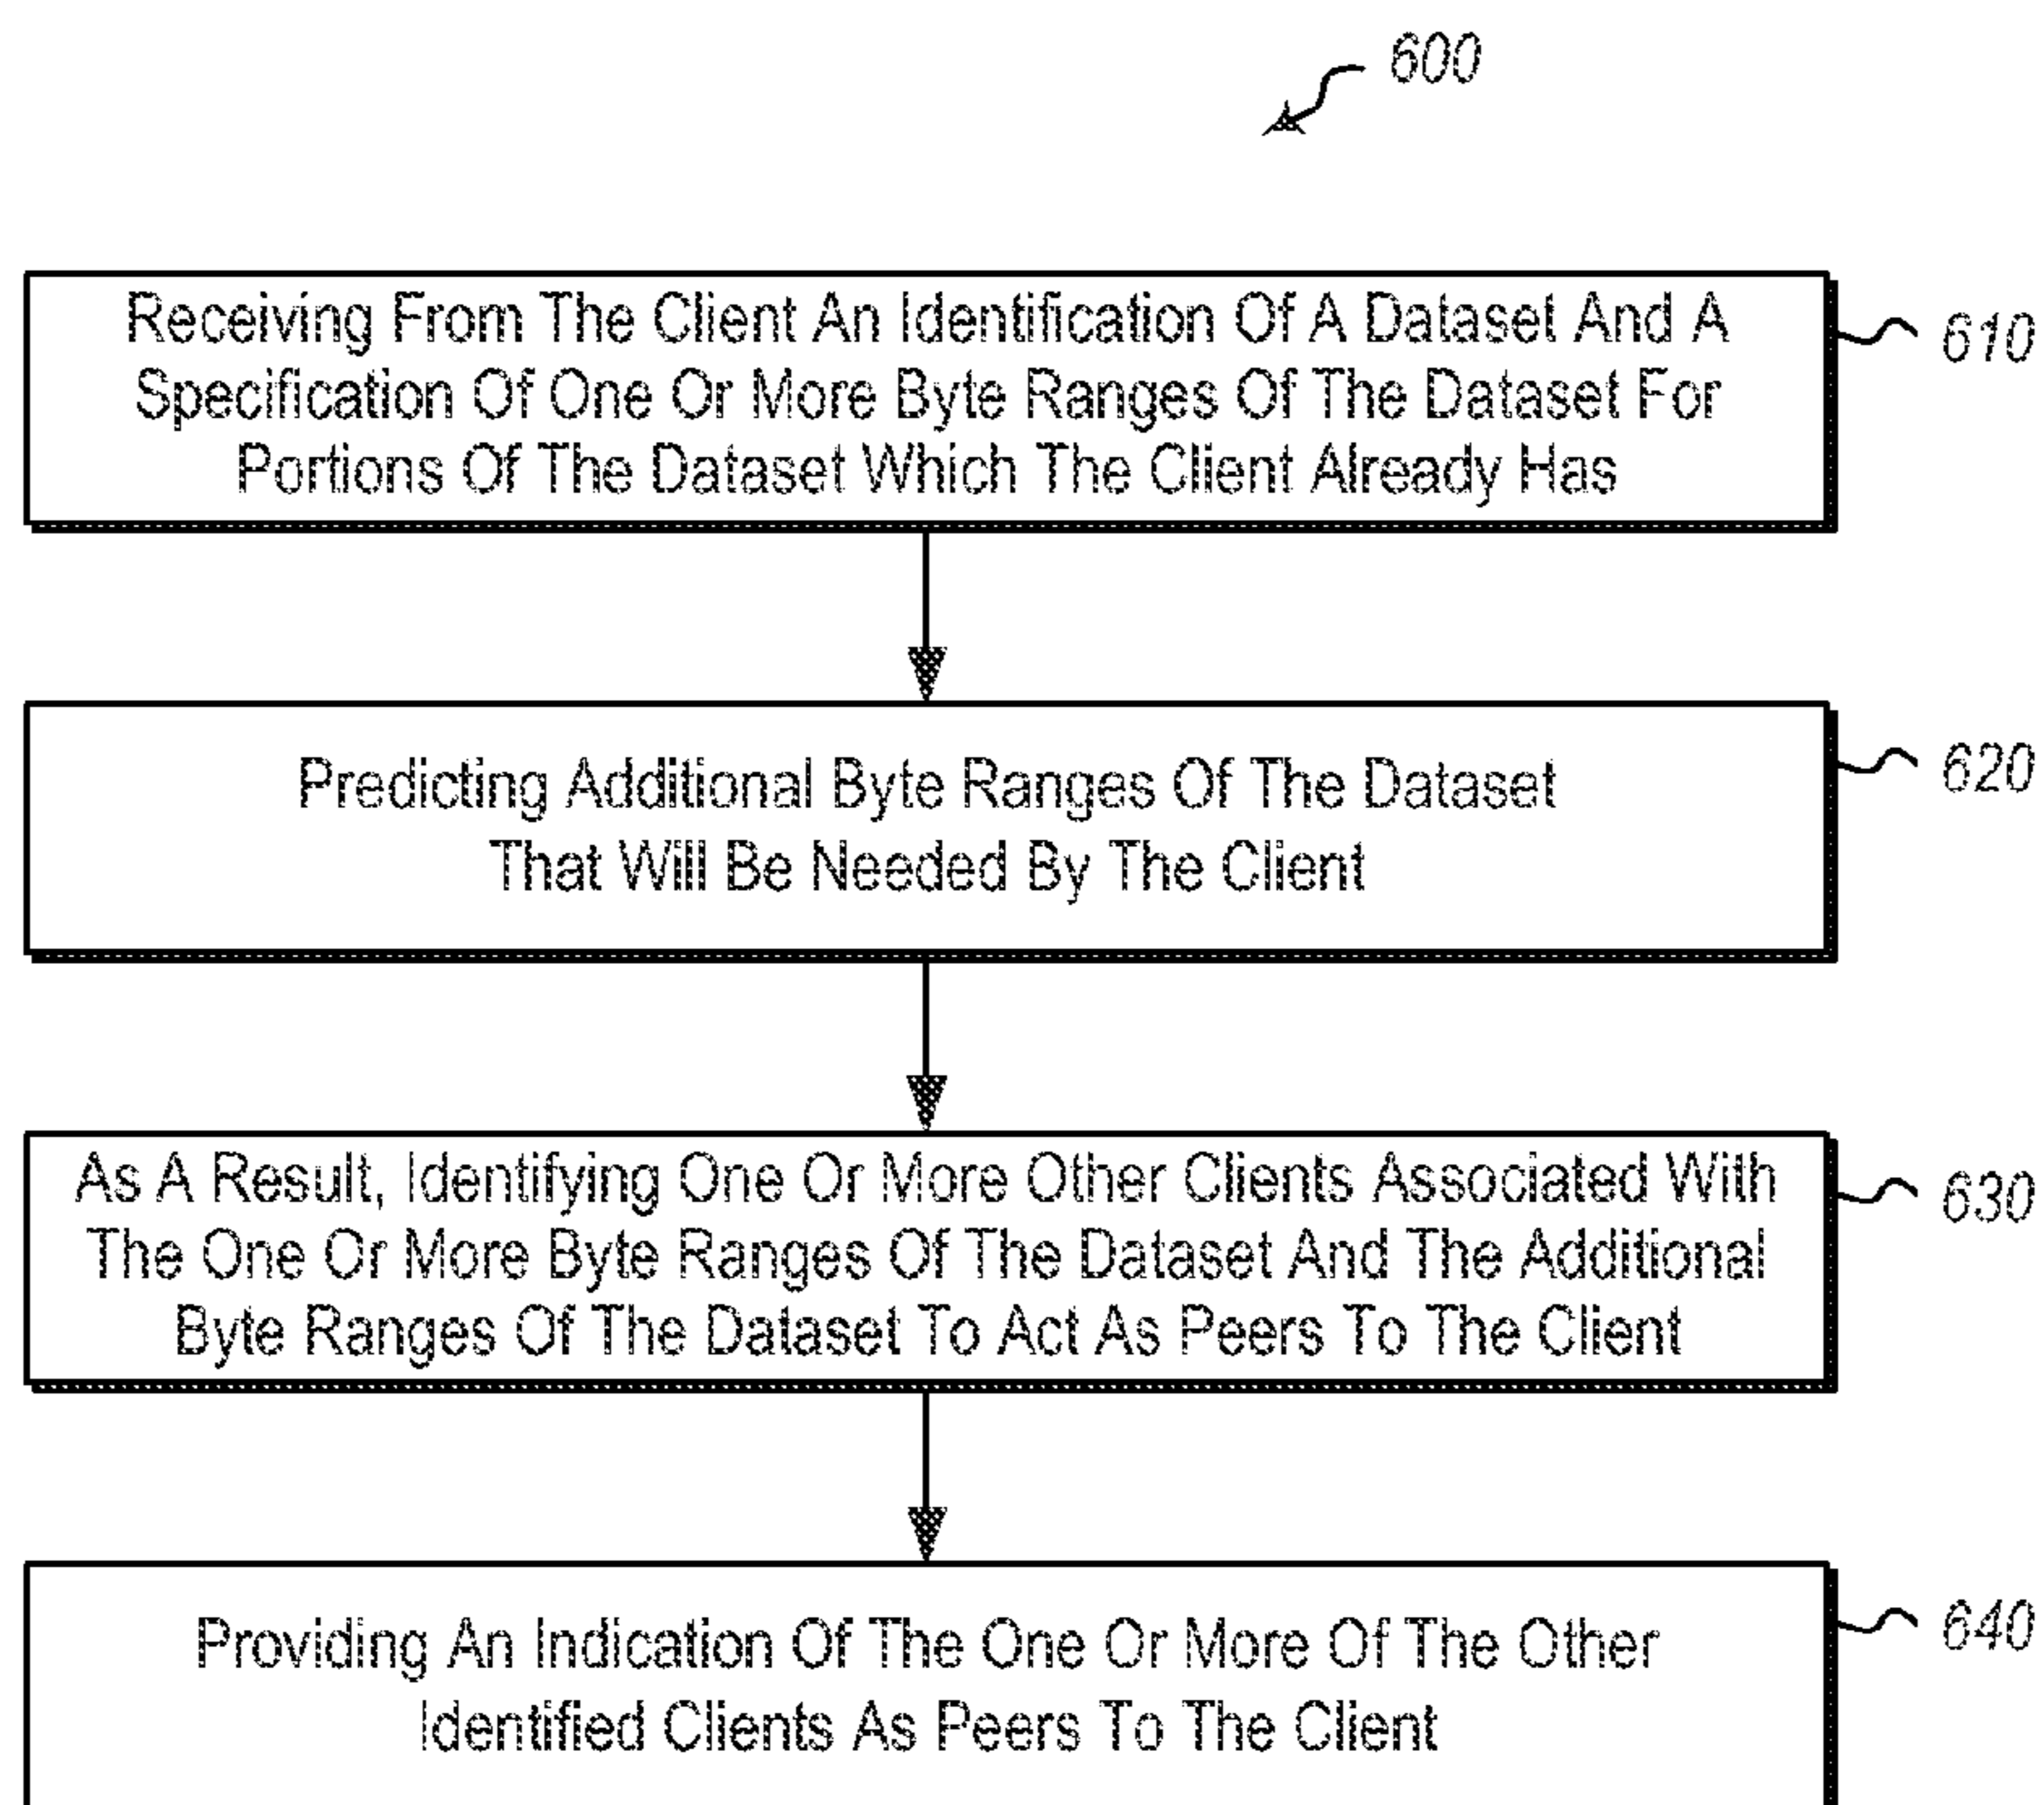 600
Receiving From The Client An Identification Of A Dataset And A
Specification Of One Or More Byte Ranges Of The Dataset For
Portions Of The Dataset Which The Client Already Has
610
Predicting Additional Byte Ranges Of The Dataset
That Will Be Needed By The Client
620
As A Result, Identifying One Or More Other Clients Associated With
The One Or More Byte Ranges Of The Dataset And The Additional
Byte Ranges Of The Dataset To Act As Peers To The Client
630
Providing An Indication Of The One Or More Of The Other
Identified Clients As Peers To The Client
640